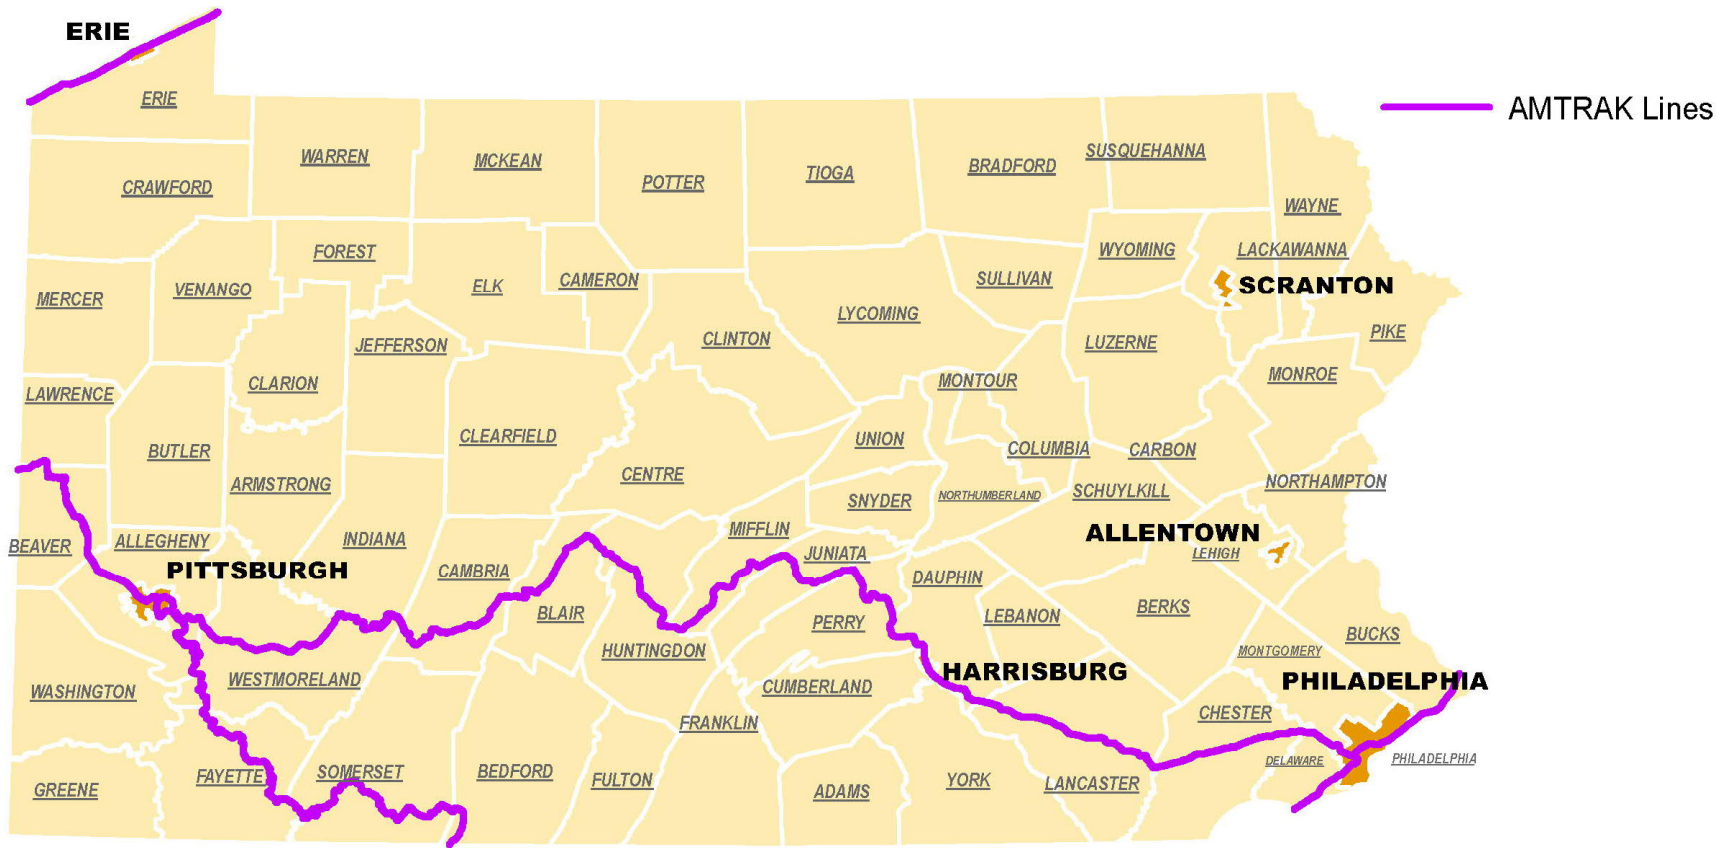 ERIE
ERIE
AMTRAK Lines
WARREN
MCKEAN
SUSQUEHANNA
BRADFORD
TIOGA
POTTER
CRAWFORD
WAYNE
FOREST
WYOMING
LACKAWANNA
SULLIVAN
CAMERON
ELK
VENANGO
MERCER
SCRANTON
LYCOMING
PIKE
CLINTON
LUZERNE
JEFFERSON
MONROE
MONTOUR
CLARION
LAWRENCE
CLEARFIELD
UNION
COLUMBIA
CARBON
BUTLER
CENTRE
NORTHAMPTON
ARMSTRONG
SCHUYLKILL
NORTHUMBERLAND
SNYDER
MIFFLIN
ALLENTOWN
INDIANA
ALLEGHENY
BEAVER
JUNIATA
LEHIGH
PITTSBURGH
CAMBRIA
DAUPHIN
BERKS
BLAIR
LEBANON
PERRY
BUCKS
HUNTINGDON
MONTGOMERY
HARRISBURG
WESTMORELAND
PHILADELPHIA
CUMBERLAND
WASHINGTON
CHESTER
FRANKLIN
PHILADELPHIA
DELAWARE
SOMERSET
BEDFORD
FAYETTE
FULTON
YORK
LANCASTER
GREENE
ADAMS